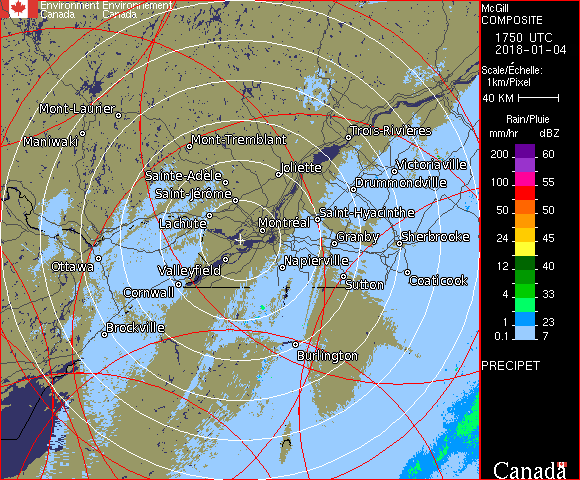 Environment Environnement
Canada Canada
McGill
COMPOSITE
1750 UTC
2018-01-04
Scale/Échelle:
1km/Pixel
40 KM
Rain/Pluie
mm/hr dBZ
200 60
55
100 55
50 50
24 45
12 40
4 33
1 23
0.1 7
PRECIPET
Canada
Mont-Laurier
Maniwaki
Mont-Tremblant
Trois-Rivières
Sainte-Adèle
Joliette
Victoriaville
Saint-Jérôme
Drummondville
Lachute
Saint-Hyacinthe
Montréal
Granby
Sherbrooke
Ottawa
Valleyfield
Napierville
Coaticook
Cornwall
Sutton
Brockville
Burlington